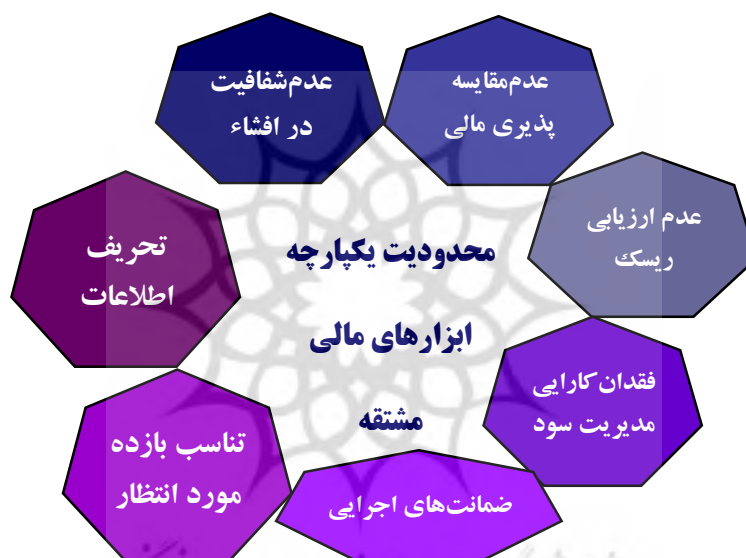 عدم‌مقایسه
پذیری مالی
عدم‌شفافیت
در افشاء
عدم ارزیابی
ریسک
تحریف
اطلاعات
محدودیت یکپارچه
ابزارهای مالی
مشتقه
فقدان کارایی
مدیریت سود
تناسب بازده
مورد انتظار
ضمانت‌های اجرایی